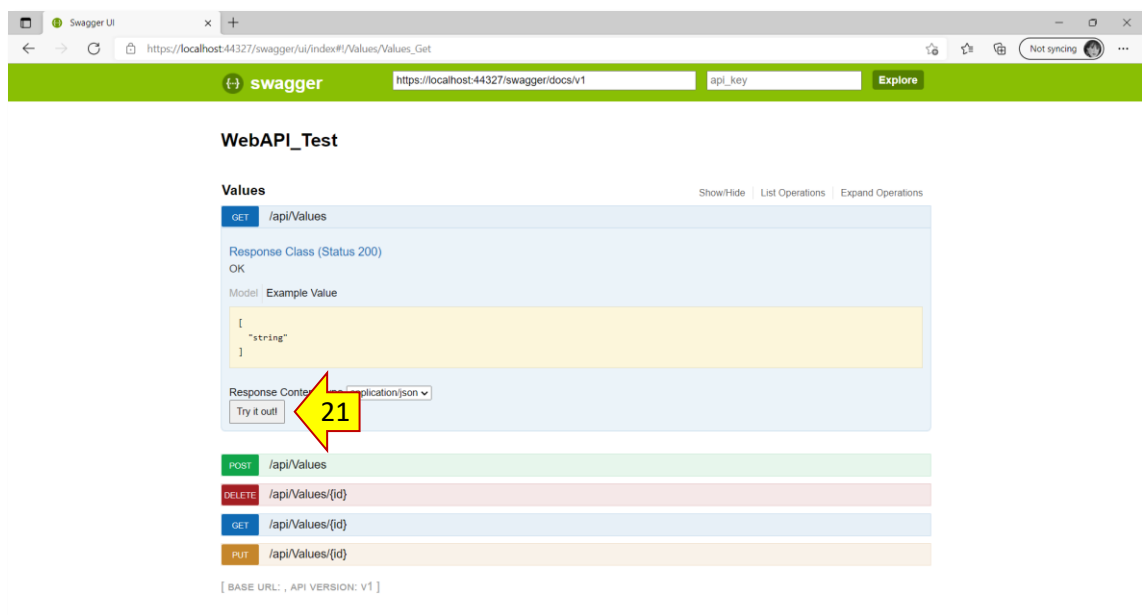 Swagger UI
https://localhost:44327/swagger/ui/index#!/Values/Values_Get
Not syncing
swagger
https://localhost:44327/swagger/docs/v1
api_key
Explore
WebAPI_Test
Values
Show/Hide List Operations Expand Operations
GET /api/Values
Response Class (Status 200)
OK
Model Example Value
[
"string"
]
Response application/json
Try it out!
21
POST /api/Values
DELETE /api/Values/{id}
GET /api/Values/{id}
PUT /api/Values/{id}
[ BASE URL: , API VERSION: V1 ]